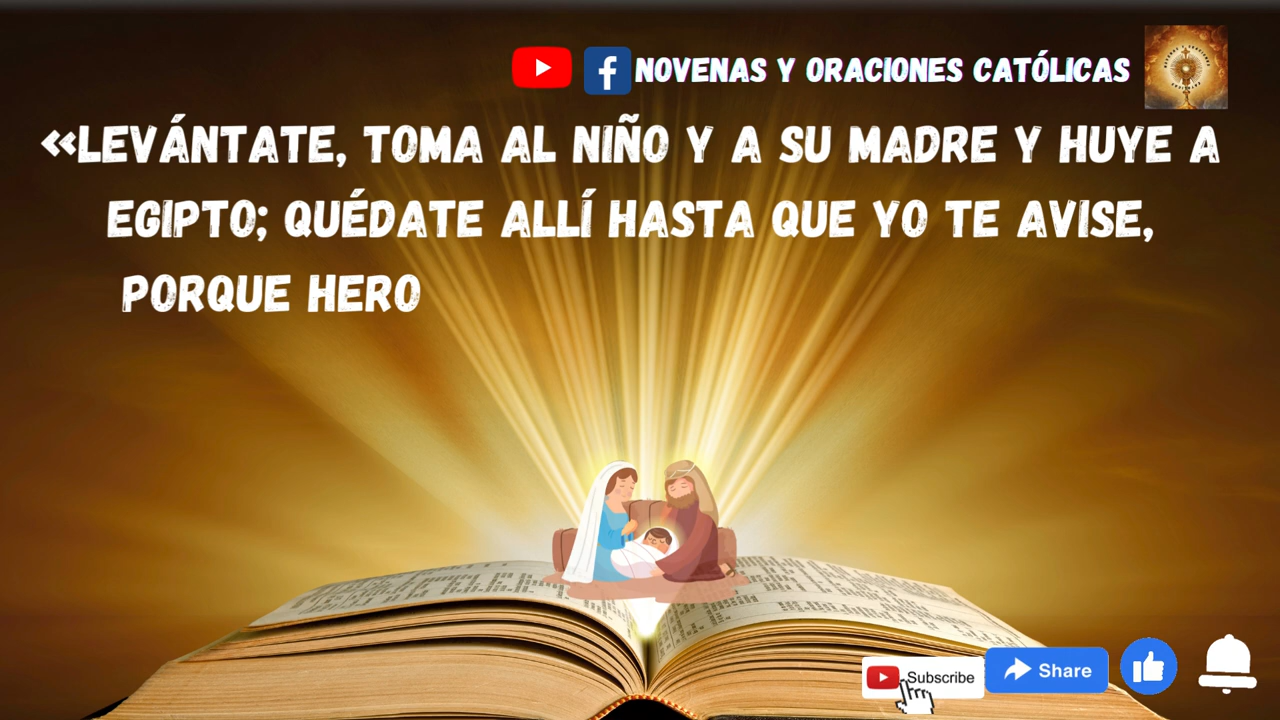 NOVENAS Y ORACIONES CATÓLICAS
«LEVÁNTATE, TOMA AL NIÑO Y A SU MADRE Y HUYE A
EGIPTO; QUÉDATE ALLÍ HASTA QUE YO TE AVISE,
PORQUE HERO
Subscribe
Share